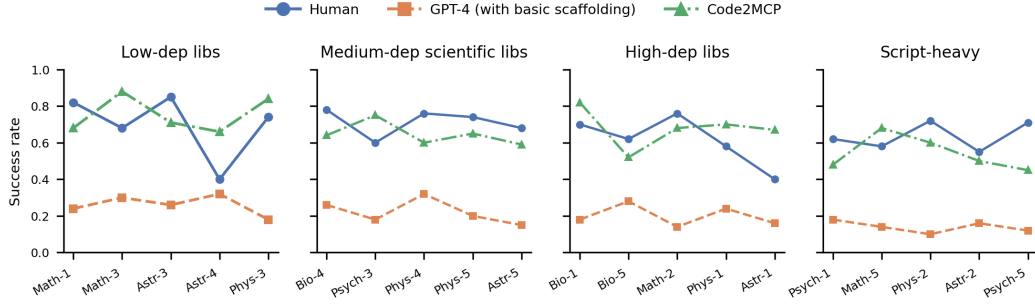 Human GPT-4 (with basic scaffolding) Code2MCP
Low-dep libs Medium-dep scientific libs High-dep libs Script-heavy
Success rate
1.0
0.8
0.6
0.4
0.2
0.0
Math-1 Math-3 Astr-3 Astr-4 Phys-3 Bio-4 Psych-3 Phys-4 Phys-5 Astr-5 Bio-1 Bio-5 Math-2 Phys-1 Astr-1 Psych-1 Math-5 Phys-2 Astr-2 Psych-5